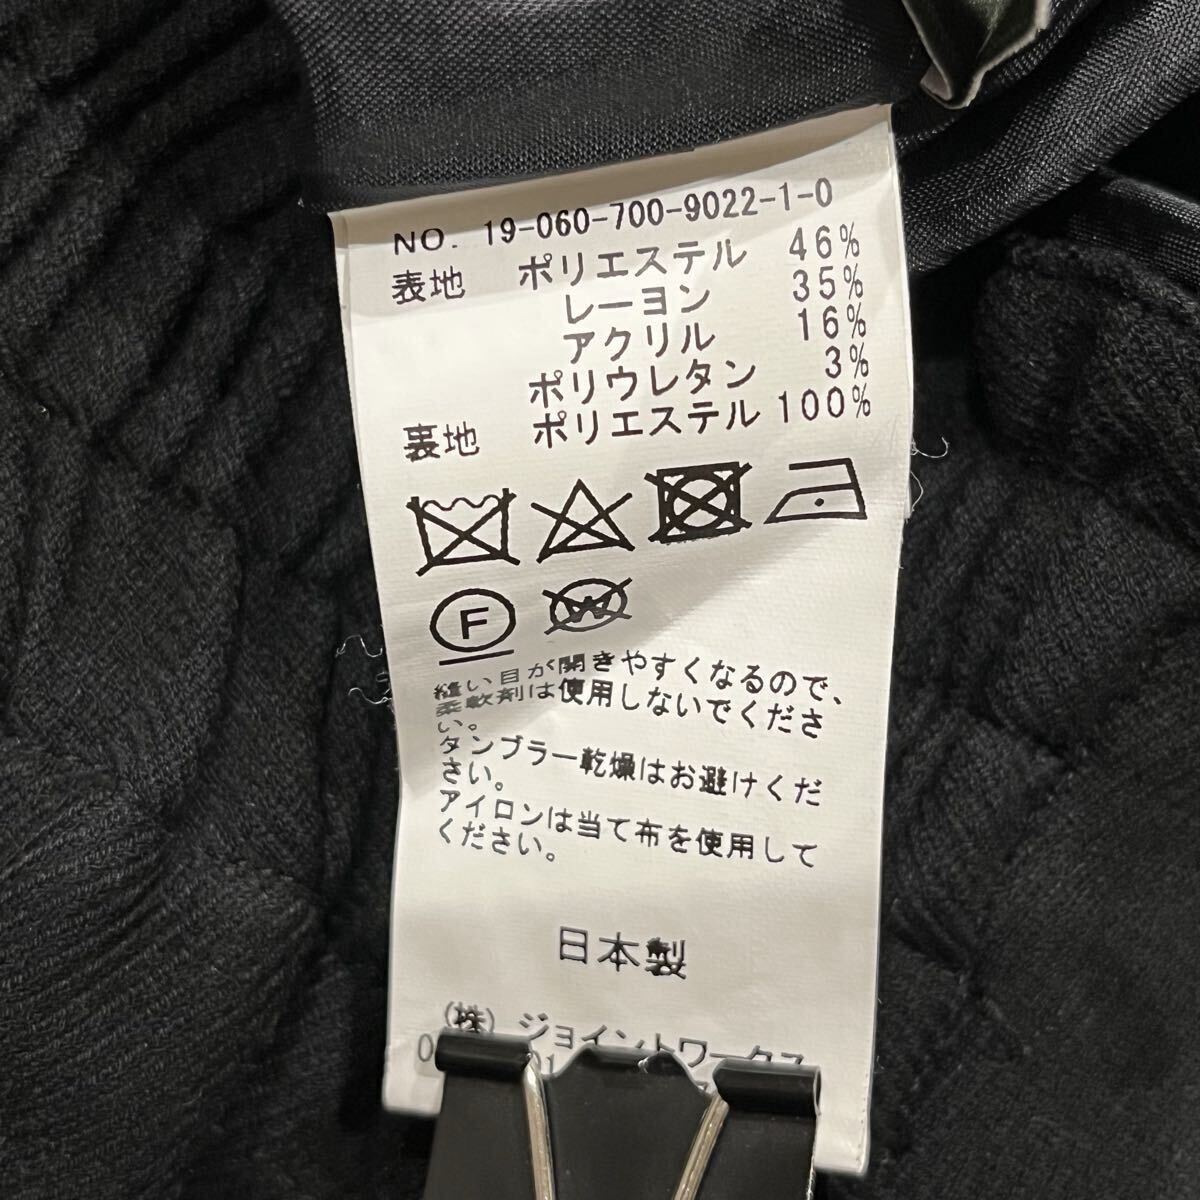 NO. 19-060-700-9022-1-0
表地 ポリエステル 46%
レーヨン 35%
アクリル 16%
ポリウレタン 3%
裏地 ポリエステル 100%
F
W
縫い目が開きやすくなるので、
柔軟剤は使用しないでくださ
い。
タンブラー乾燥はお避けくだ
さい。
アイロンは当て布を使用して
ください。
日本製
(株) ジョイントワークス